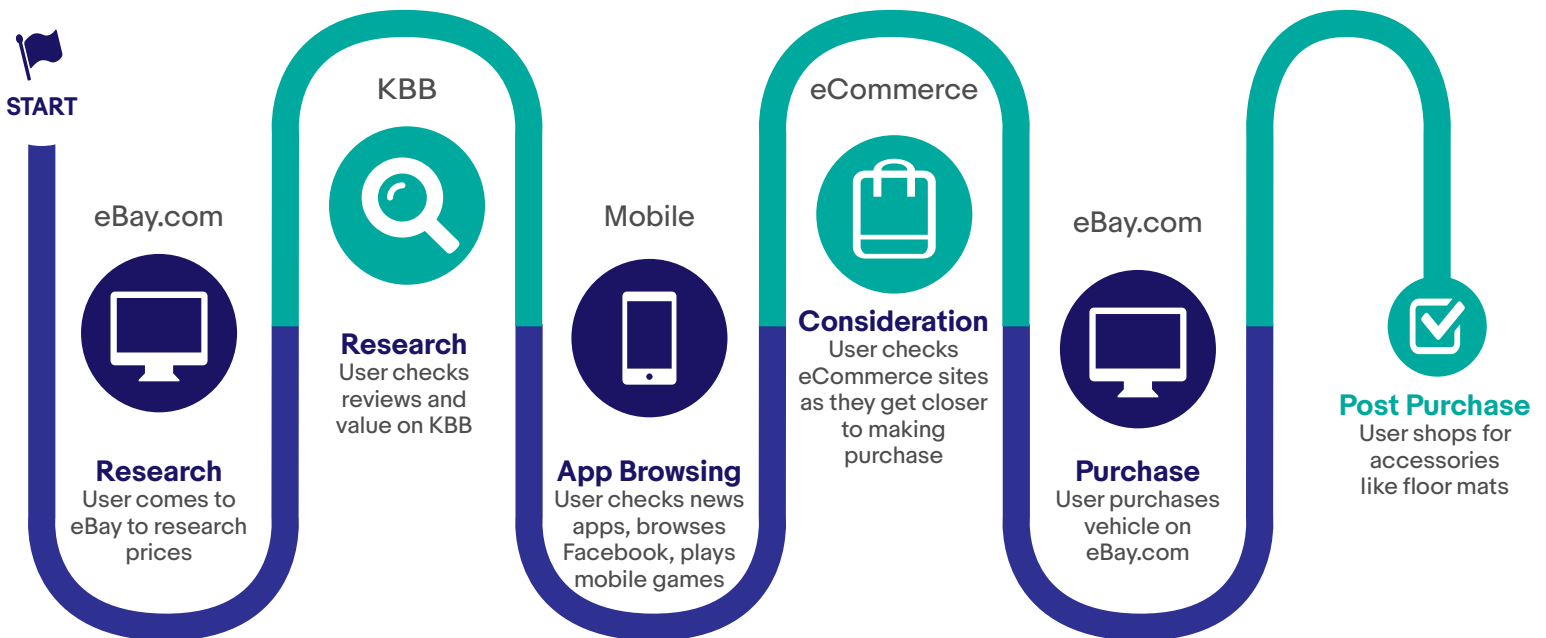 START
eBay.com
Research
User comes to
eBay to research
prices
KBB
Research
User checks
reviews and
value on KBB
Mobile
App Browsing
User checks news
apps, browses
Facebook, plays
mobile games
eCommerce
Consideration
User checks
eCommerce sites
as they get closer
to making
purchase
eBay.com
Purchase
User purchases
vehicle on
eBay.com
Post Purchase
User shops for
accessories
like floor mats